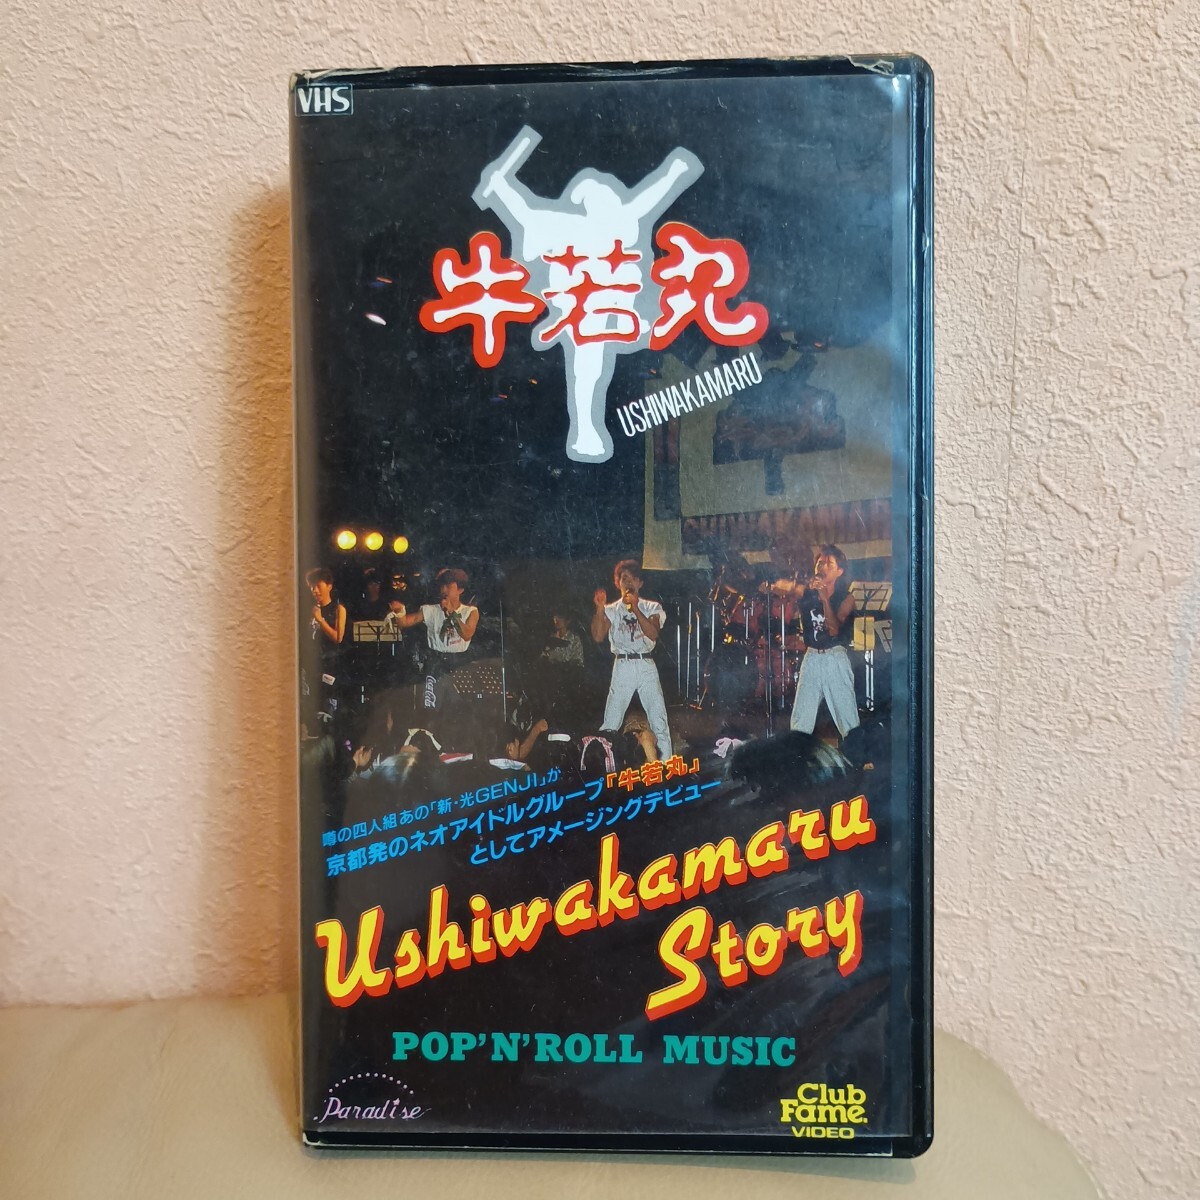 VHS
牛若丸
USHIWAKAMARU
Coca-Cola
噂の四人組あの「新・光GENJI」が
京都発のネオアイドルグループ「牛若丸」
としてアメージングデビュー
Ushiwakamaru
Story
POP'N'ROLL MUSIC
Paradise
Club
Fame.
VIDEO